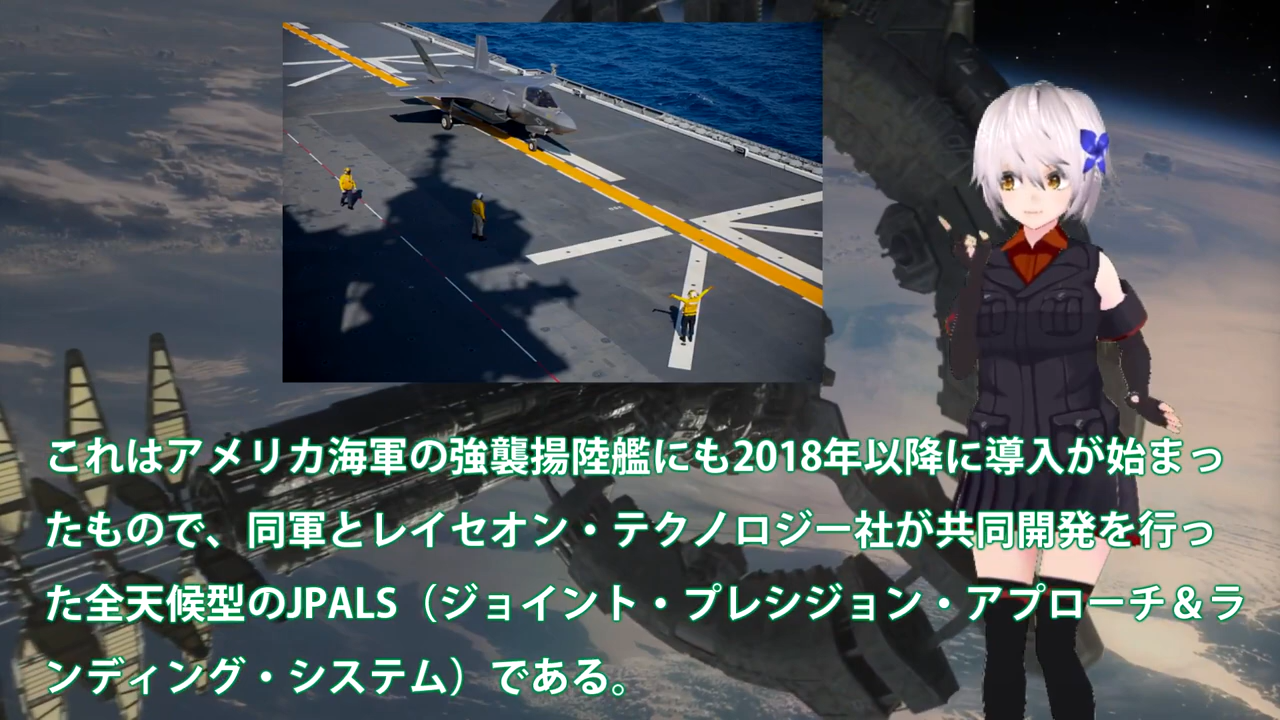 これはアメリカ海軍の強襲揚陸艦にも2018年以降に導入が始まっ
たもので、同軍とレイセオン・テクノロジー社が共同開発を行っ
た全天候型のJPALS（ジョイント・プレシジョン・アプローチ＆ラ
ンディング・システム）である。